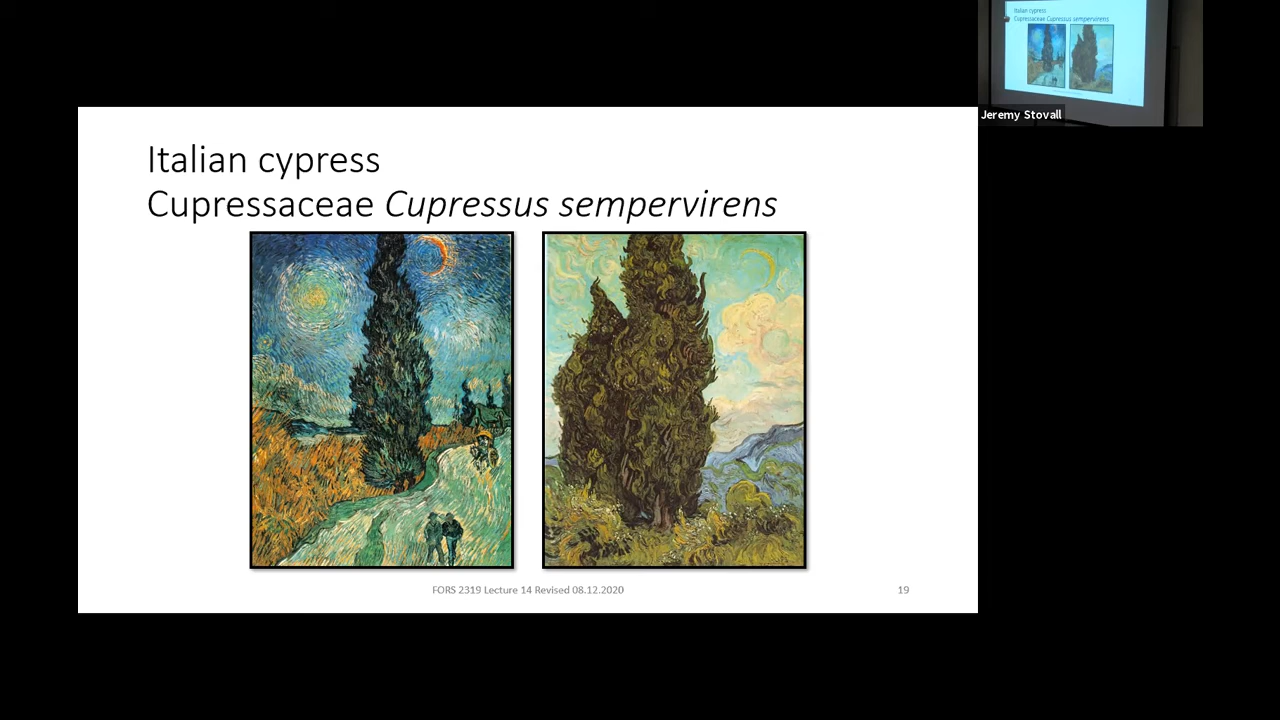 Italian cypress
Cupressaceae Cupressus sempervirens
FORS 2319 Lecture 14 Revised 08.12.2020
19
Italian cypress
Cupressaceae Cupressus sempervirens
Jeremy Stovall